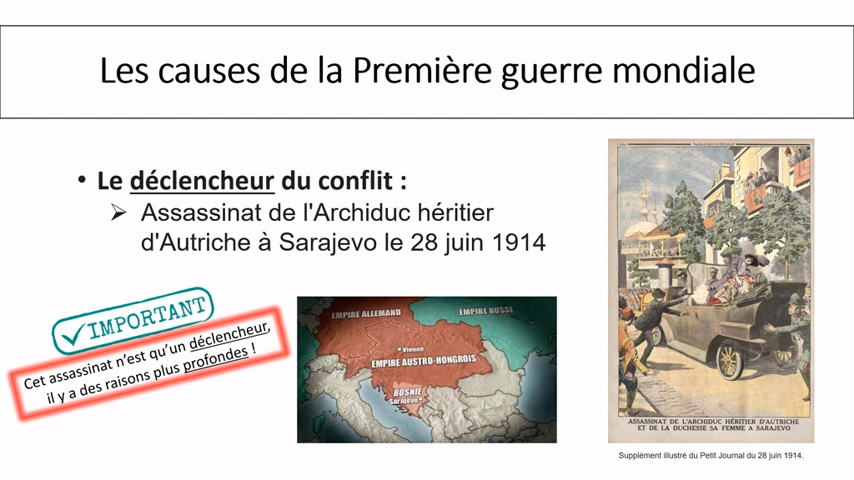 Les causes de la Première guerre mondiale
• Le déclencheur du conflit :
➢ Assassinat de l'Archiduc héritier
d'Autriche à Sarajevo le 28 juin 1914
IMPORTANT
Cet assassinat n'est qu'un déclencheur,
il y a des raisons plus profondes !
EMPIRE ALLEMAND
EMPIRE RUSSE
Vienne
EMPIRE AUSTRO-HONGROIS
BOSNIE
Sarajevo
ASSASSINAT DE L'ARCHIDUC HÉRITIER D'AUTRICHE
ET DE LA DUCHESSE SA FEMME A SARAJEVO
Supplément illustré du Petit Journal du 28 juin 1914.